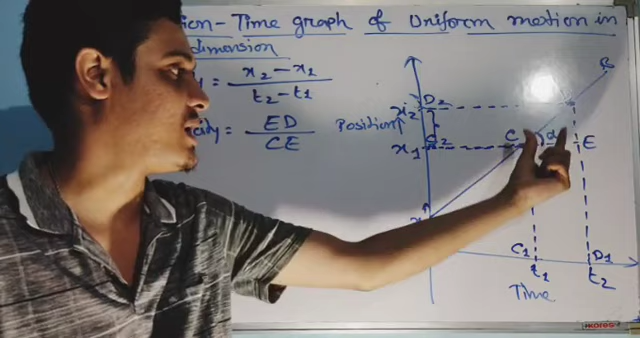 ion-Time graph of Uniform motion in
dimension
y = x₂-x₁
t₂-t₁
city = ED
CE
Position
x₂
D₂
B
x₁
C₂
C
α
E
C₁
D₁
t₁
t₂
Time